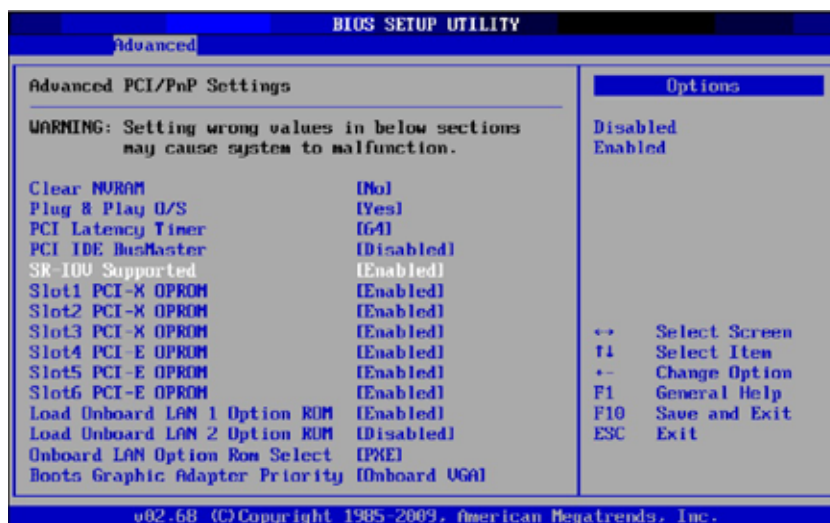 BIOS SETUP UTILITY
Advanced
Advanced PCI/PnP Settings
WARNING: Setting wrong values in below sections
may cause system to malfunction.
Clear NVRAM [No]
Plug & Play O/S [Yes]
PCI Latency Timer [64]
PCI IDE BusMaster [Disabled]
SR-IOV Supported [Enabled]
Slot1 PCI-X OPROM [Enabled]
Slot2 PCI-X OPROM [Enabled]
Slot3 PCI-X OPROM [Enabled]
Slot4 PCI-E OPROM [Enabled]
Slot5 PCI-E OPROM [Enabled]
Slot6 PCI-E OPROM [Enabled]
Load Onboard LAN 1 Option ROM [Enabled]
Load Onboard LAN 2 Option ROM [Disabled]
Onboard LAN Option Rom Select [PXE]
Boots Graphic Adapter Priority [Onboard VGA]
Options
Disabled
Enabled
↔ Select Screen
↑↓ Select Item
+- Change Option
F1 General Help
F10 Save and Exit
ESC Exit
v02.68 (C)Copyright 1985-2009, American Megatrends, Inc.